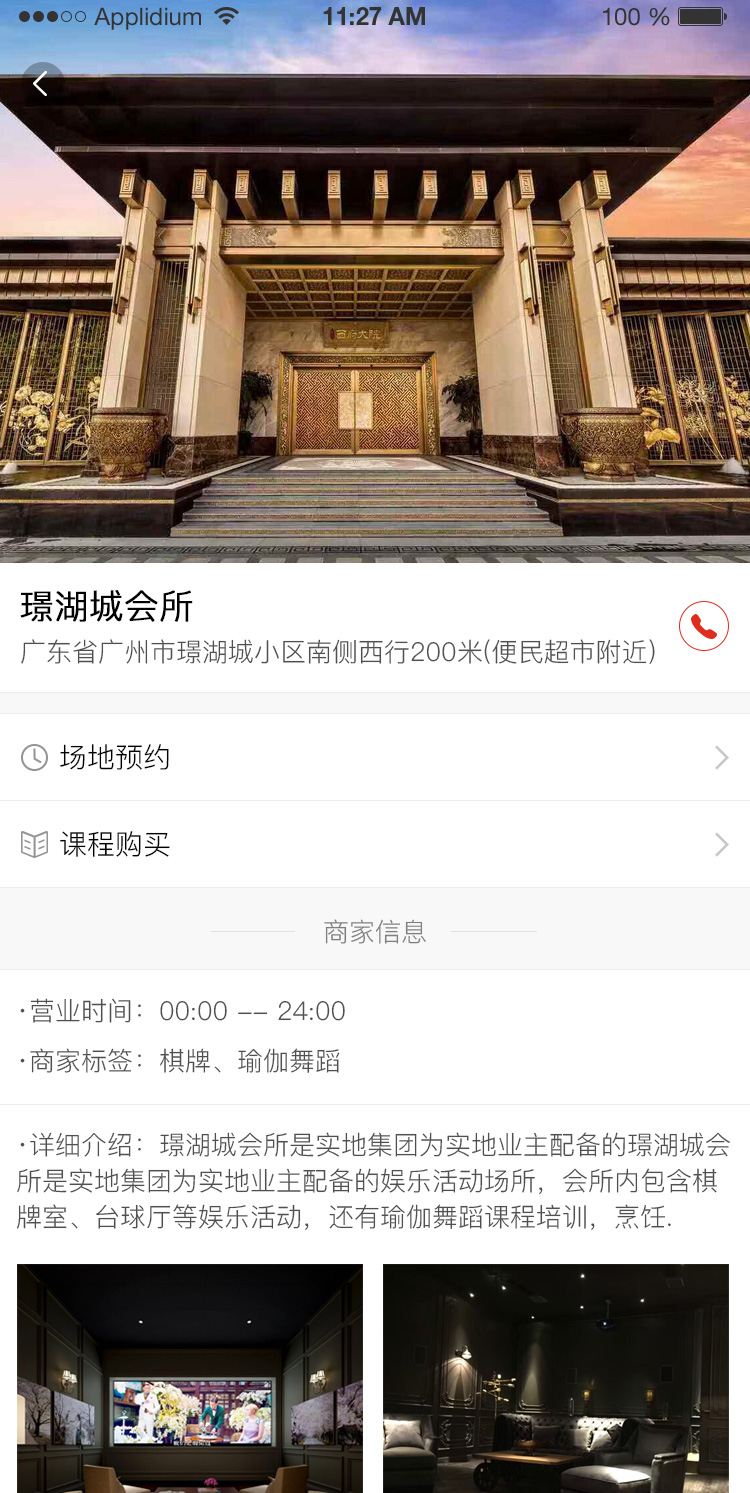 Applidium 11:27 AM 100 %
西府大院
璟湖城会所
广东省广州市璟湖城小区南侧西行200米(便民超市附近)
场地预约
课程购买
商家信息
·营业时间：00:00 -- 24:00
·商家标签：棋牌、瑜伽舞蹈
·详细介绍：璟湖城会所是实地集团为实地业主配备的璟湖城会
所是实地集团为实地业主配备的娱乐活动场所，会所内包含棋
牌室、台球厅等娱乐活动，还有瑜伽舞蹈课程培训，烹饪.